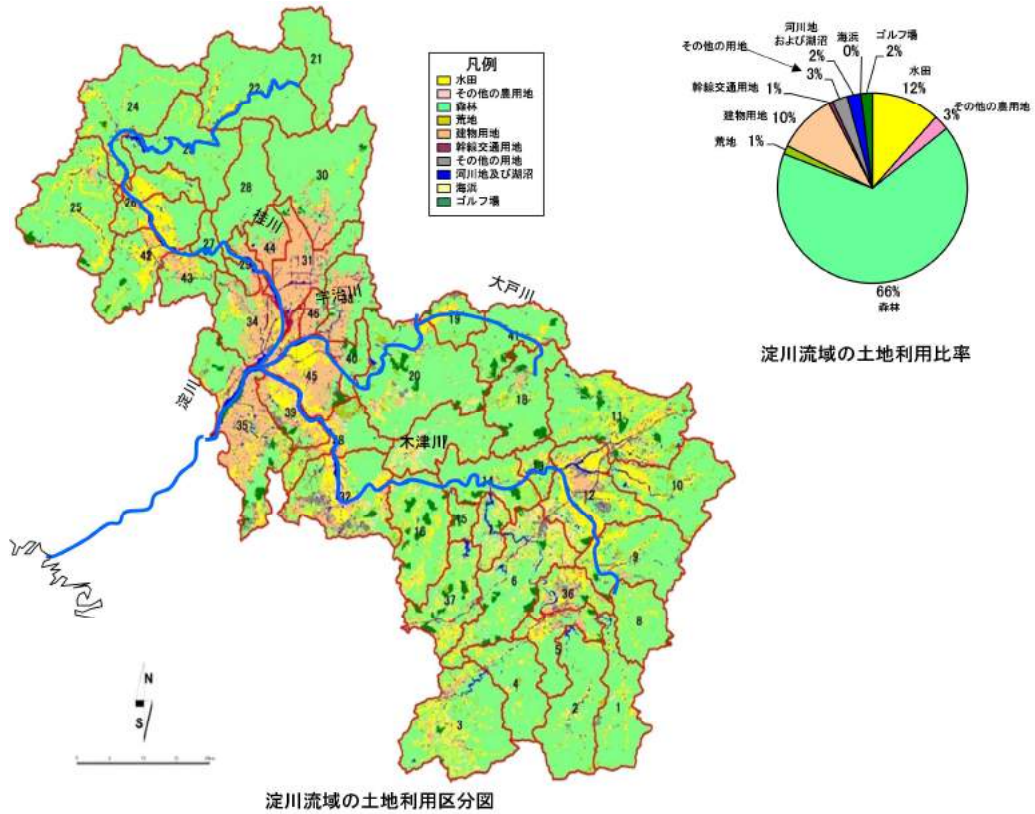 21
22
24
23
28
30
25
26
27
桂川
44
31
42
43
29
宇治川
33
34
46
40
45
39
35
淀川
大戸川
19
41
20
18
11
木津川
38
32
14
13
12
10
16
15
7
9
6
36
37
8
5
4
3
2
1
凡例
水田
その他の農用地
森林
荒地
建物用地
幹線交通用地
その他の用地
河川地及び湖沼
海浜
ゴルフ場
その他の用地
3%
河川地
および湖沼
2%
海浜
0%
ゴルフ場
2%
水田
12%
その他の農用地
3%
幹線交通用地 1%
建物用地 10%
荒地 1%
66%
森林
淀川流域の土地利用比率
N
S
淀川流域の土地利用区分図